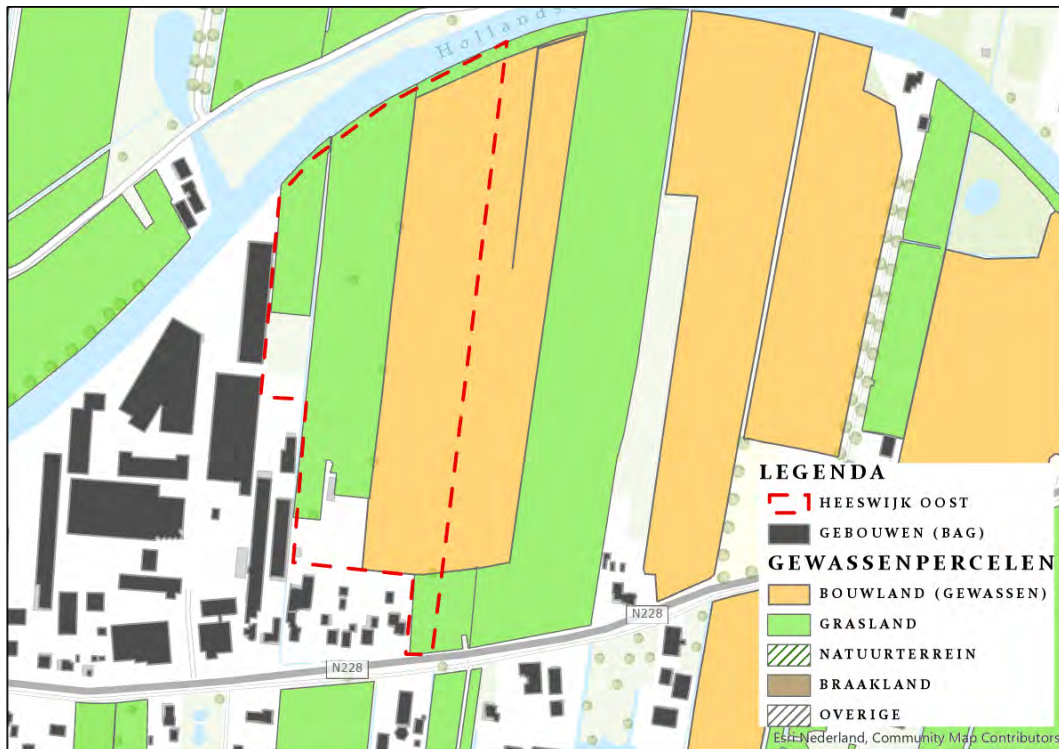 Hollands
LEGENDA
HEESWIJK OOST
GEBOUWEN (BAG)
GEWASSENPERCELEN
BOUWLAND (GEWASSEN)
GRASLAND
NATUURTERREIN
BRAAKLAND
OVERIGE
N228
N228
Esri Nederland, Community Map Contributors